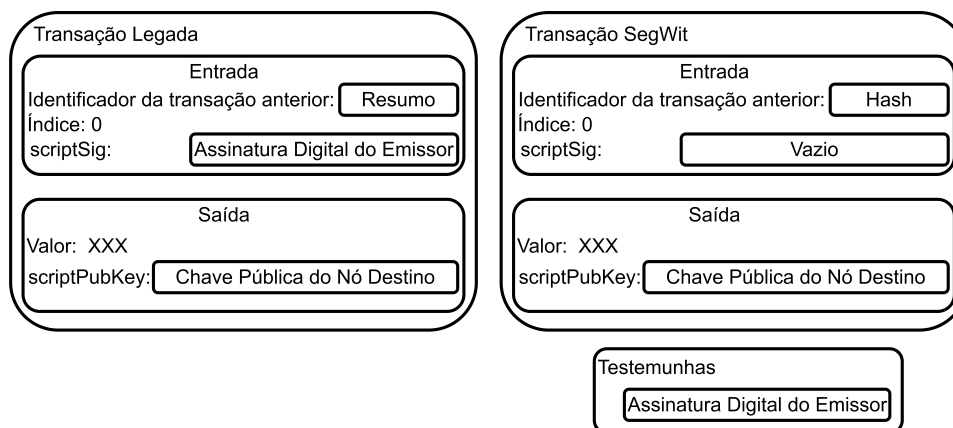 Transação Legada
Entrada
Identificador da transação anterior: Resumo
Índice: 0
scriptSig: Assinatura Digital do Emissor
Saída
Valor: XXX
scriptPubKey: Chave Pública do Nó Destino
Transação SegWit
Entrada
Identificador da transação anterior: Hash
Índice: 0
scriptSig: Vazio
Saída
Valor: XXX
scriptPubKey: Chave Pública do Nó Destino
Testemunhas
Assinatura Digital do Emissor